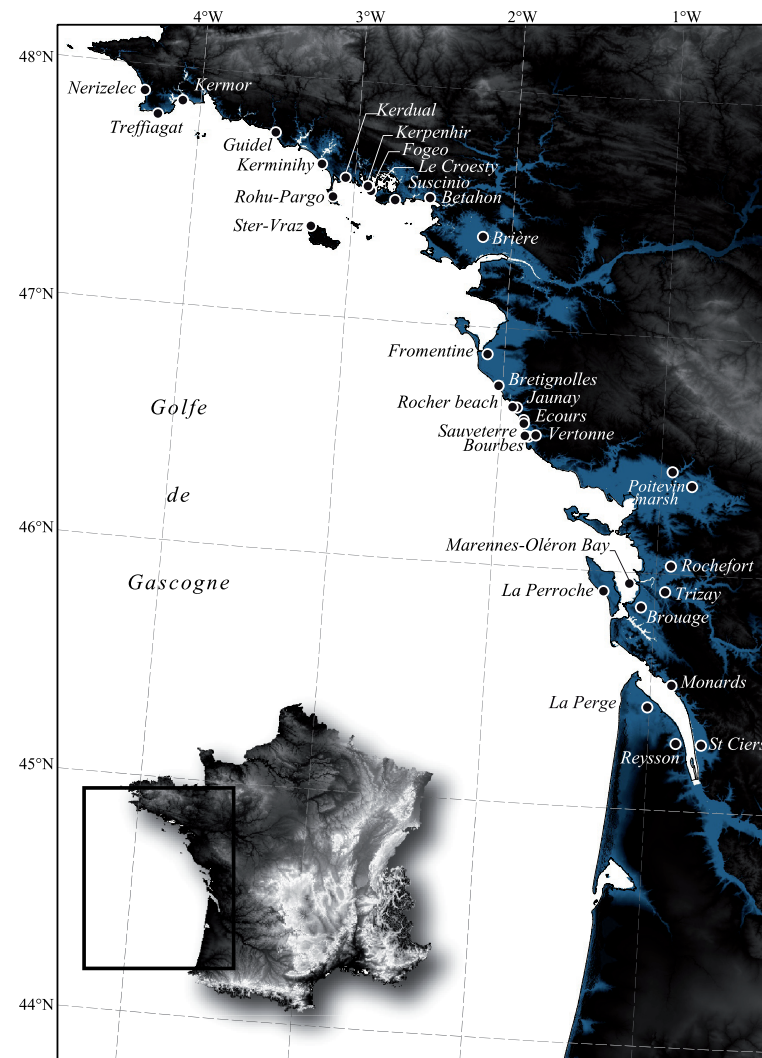 4°W
3°W
2°W
1°W
48°N
Nerizelec
Kermor
Treffiagat
Kerdual
Kerpenhir
Guidel
Fogeo
Kerminihy
Le Croesty
Suscinio
Rohu-Pargo
Betahon
Ster-Vraz
Brière
47°N
Fromentine
Bretignolles
Jaunay
Rocher beach
Ecours
Sauveterre
Vertonne
Bourbes
Golfe
de
Gascogne
Poitevin
marsh
46°N
Marennes-Oléron Bay
Rochefort
La Perroche
Trizay
Brouage
Monards
La Perge
St Ciers
Reysson
45°N
44°N